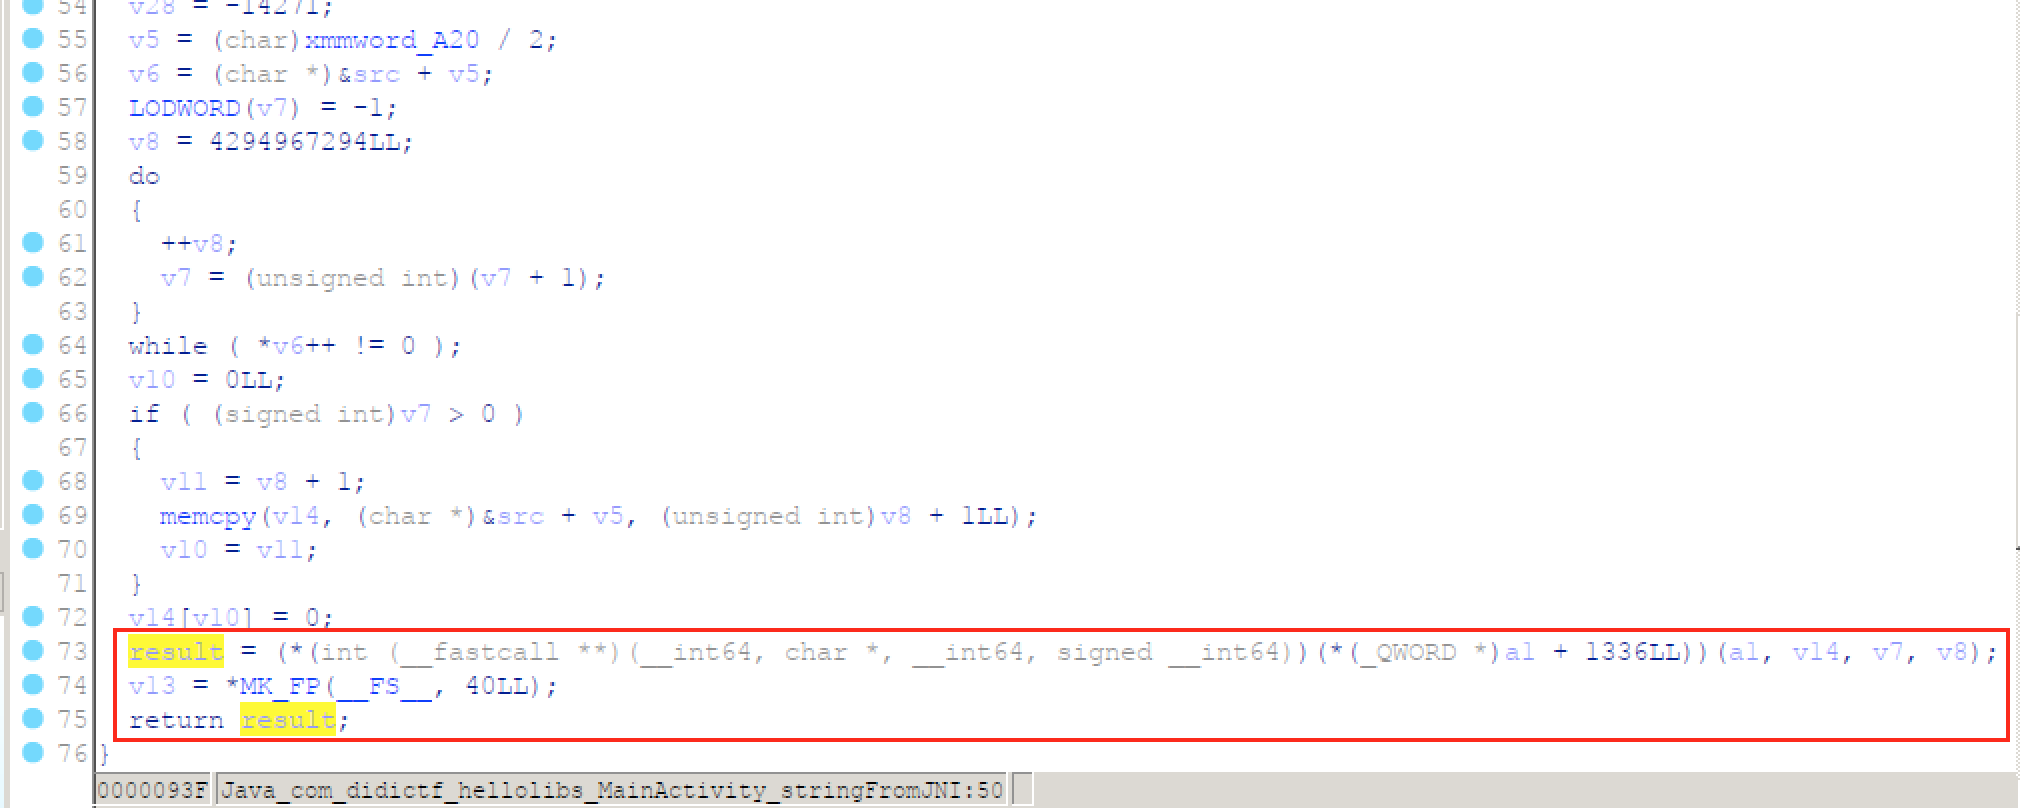 54 v28 = -14271;
55 v5 = (char)xmmword_A20 / 2;
56 v6 = (char *)&src + v5;
57 LODWORD(v7) = -1;
58 v8 = 4294967294LL;
59 do
60 {
61 ++v8;
62 v7 = (unsigned int)(v7 + 1);
63 }
64 while ( *v6++ != 0 );
65 v10 = 0LL;
66 if ( (signed int)v7 > 0 )
67 {
68 v11 = v8 + 1;
69 memcpy(v14, (char *)&src + v5, (unsigned int)v8 + 1LL);
70 v10 = v11;
71 }
72 v14[v10] = 0;
73 result = (*(int (__fastcall **)(__int64, char *, __int64, signed __int64))(*(_QWORD *)a1 + 1336LL))(a1, v14, v7, v8);
74 v13 = *MK_FP(__FS__, 40LL);
75 return result;
76 }
0000093F Java_com_didictf_hellolibs_MainActivity_stringFromJNI:50